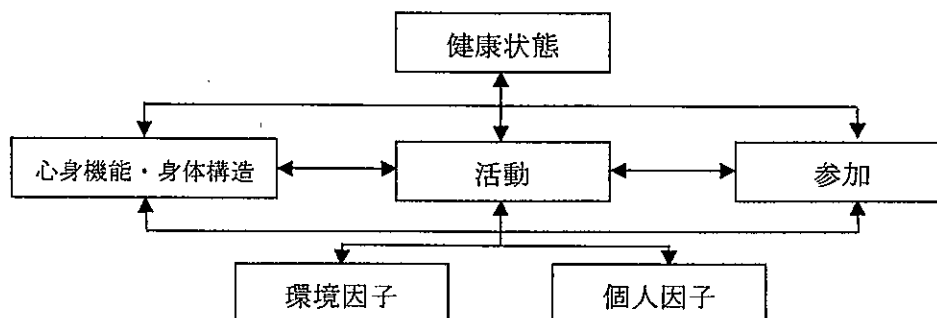 健康状態
心身機能・身体構造
活動
参加
環境因子
個人因子